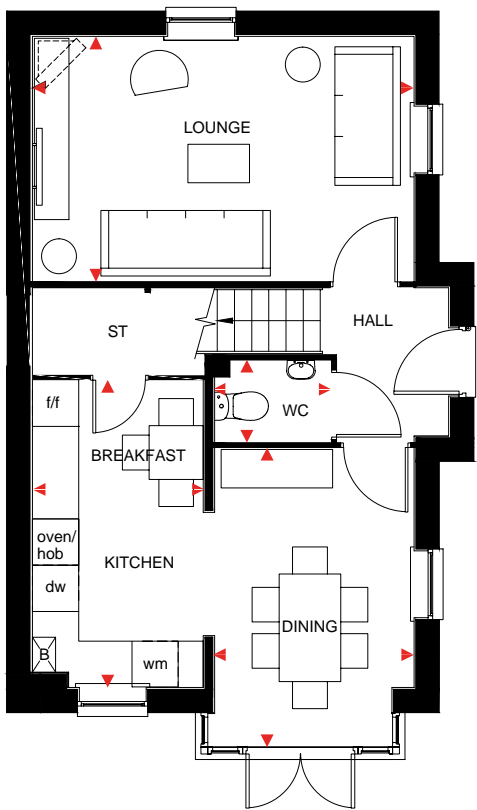 LOUNGE
ST
HALL
f/f
WC
BREAKFAST
oven/
hob
KITCHEN
dw
DINING
B
wm